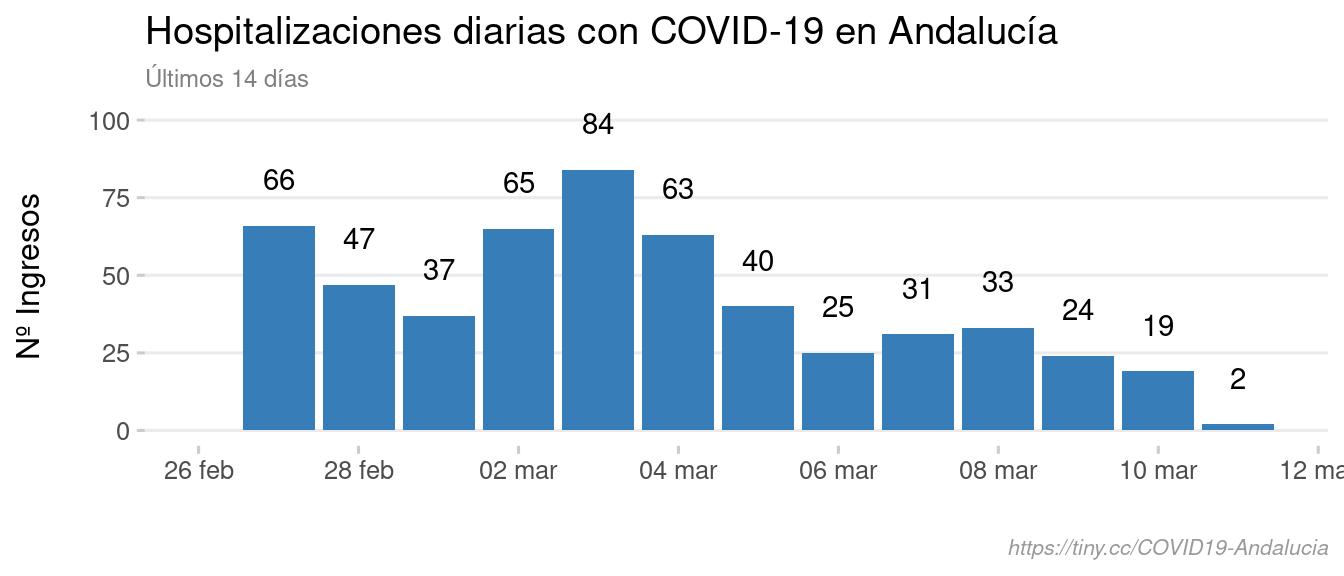 Hospitalizaciones diarias con COVID-19 en Andalucía
Últimos 14 días
Nº Ingresos
100
75
50
25
0
66
47
37
65
84
63
40
25
31
33
24
19
2
26 feb
28 feb
02 mar
04 mar
06 mar
08 mar
10 mar
12 ma
https://tiny.cc/COVID19-Andalucia